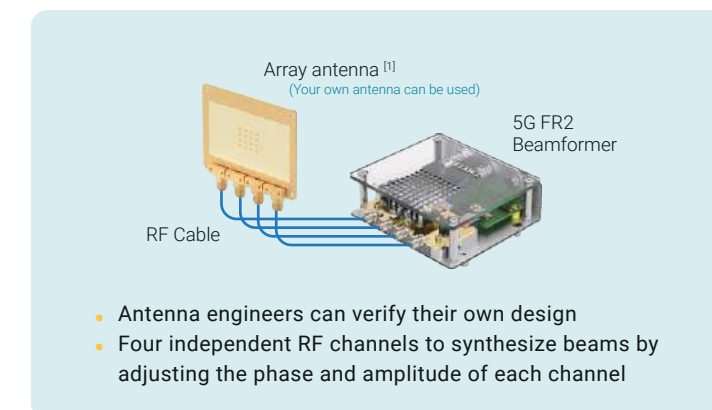 Array antenna [1]
(Your own antenna can be used)
5G FR2
Beamformer
RF Cable
Antenna engineers can verify their own design
Four independent RF channels to synthesize beams by
adjusting the phase and amplitude of each channel